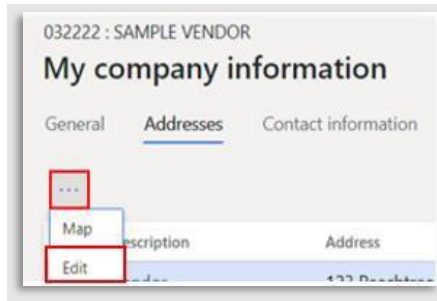 032222 : SAMPLE VENDOR
My company information
General Addresses Contact information
...
Map
escription Address
Edit